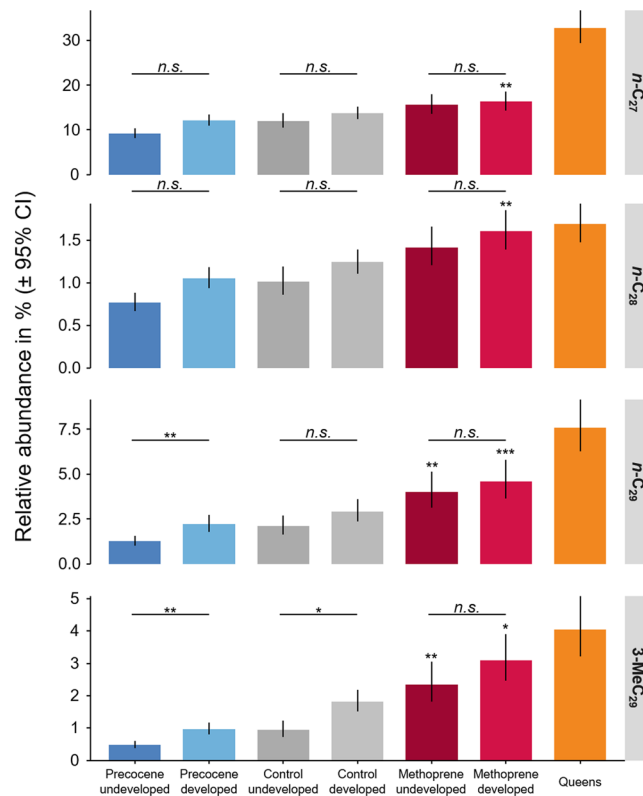 Relative abundance in % (± 95% CI)
30
20
10
0
n.s.
n.s.
n.s.
**
n-C27
n.s.
n.s.
n.s.
1.5
1.0
0.5
0.0
**
n-C28
7.5
5.0
2.5
0.0
**
n.s.
n.s.
**
***
n-C29
5
4
3
2
1
0
**
*
n.s.
**
*
3-MeC29
Precocene
undeveloped
Precocene
developed
Control
undeveloped
Control
developed
Methoprene
undeveloped
Methoprene
developed
Queens